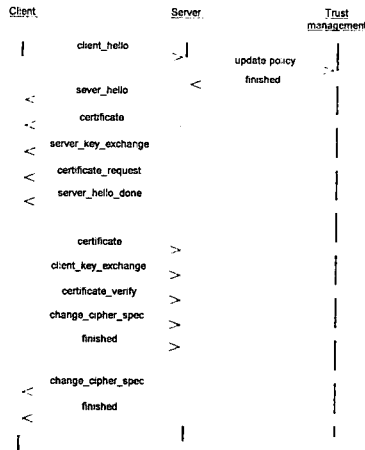 Client Server Trust
management
client_hello
update policy
finished
sever_hello
certificate
server_key_exchange
certificate_request
server_hello_done
certificate
client_key_exchange
certificate_verify
change_cipher_spec
finished
change_cipher_spec
finished